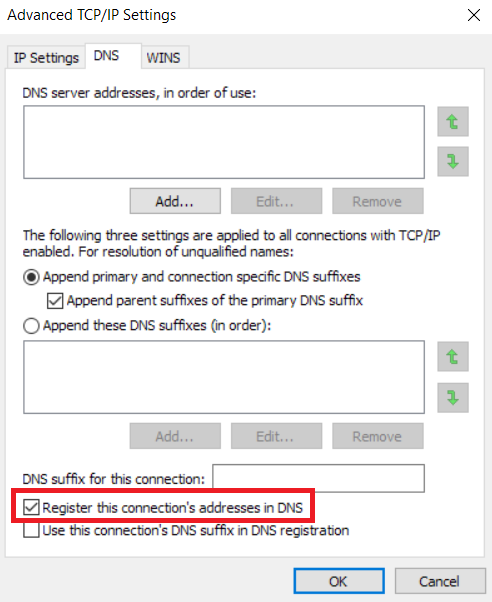 Advanced TCP/IP Settings
IP Settings DNS WINS
DNS server addresses, in order of use:
Add... Edit... Remove
The following three settings are applied to all connections with TCP/IP
enabled. For resolution of unqualified names:
Append primary and connection specific DNS suffixes
Append parent suffixes of the primary DNS suffix
Append these DNS suffixes (in order):
Add... Edit... Remove
DNS suffix for this connection:
Register this connection's addresses in DNS
Use this connection's DNS suffix in DNS registration
OK Cancel